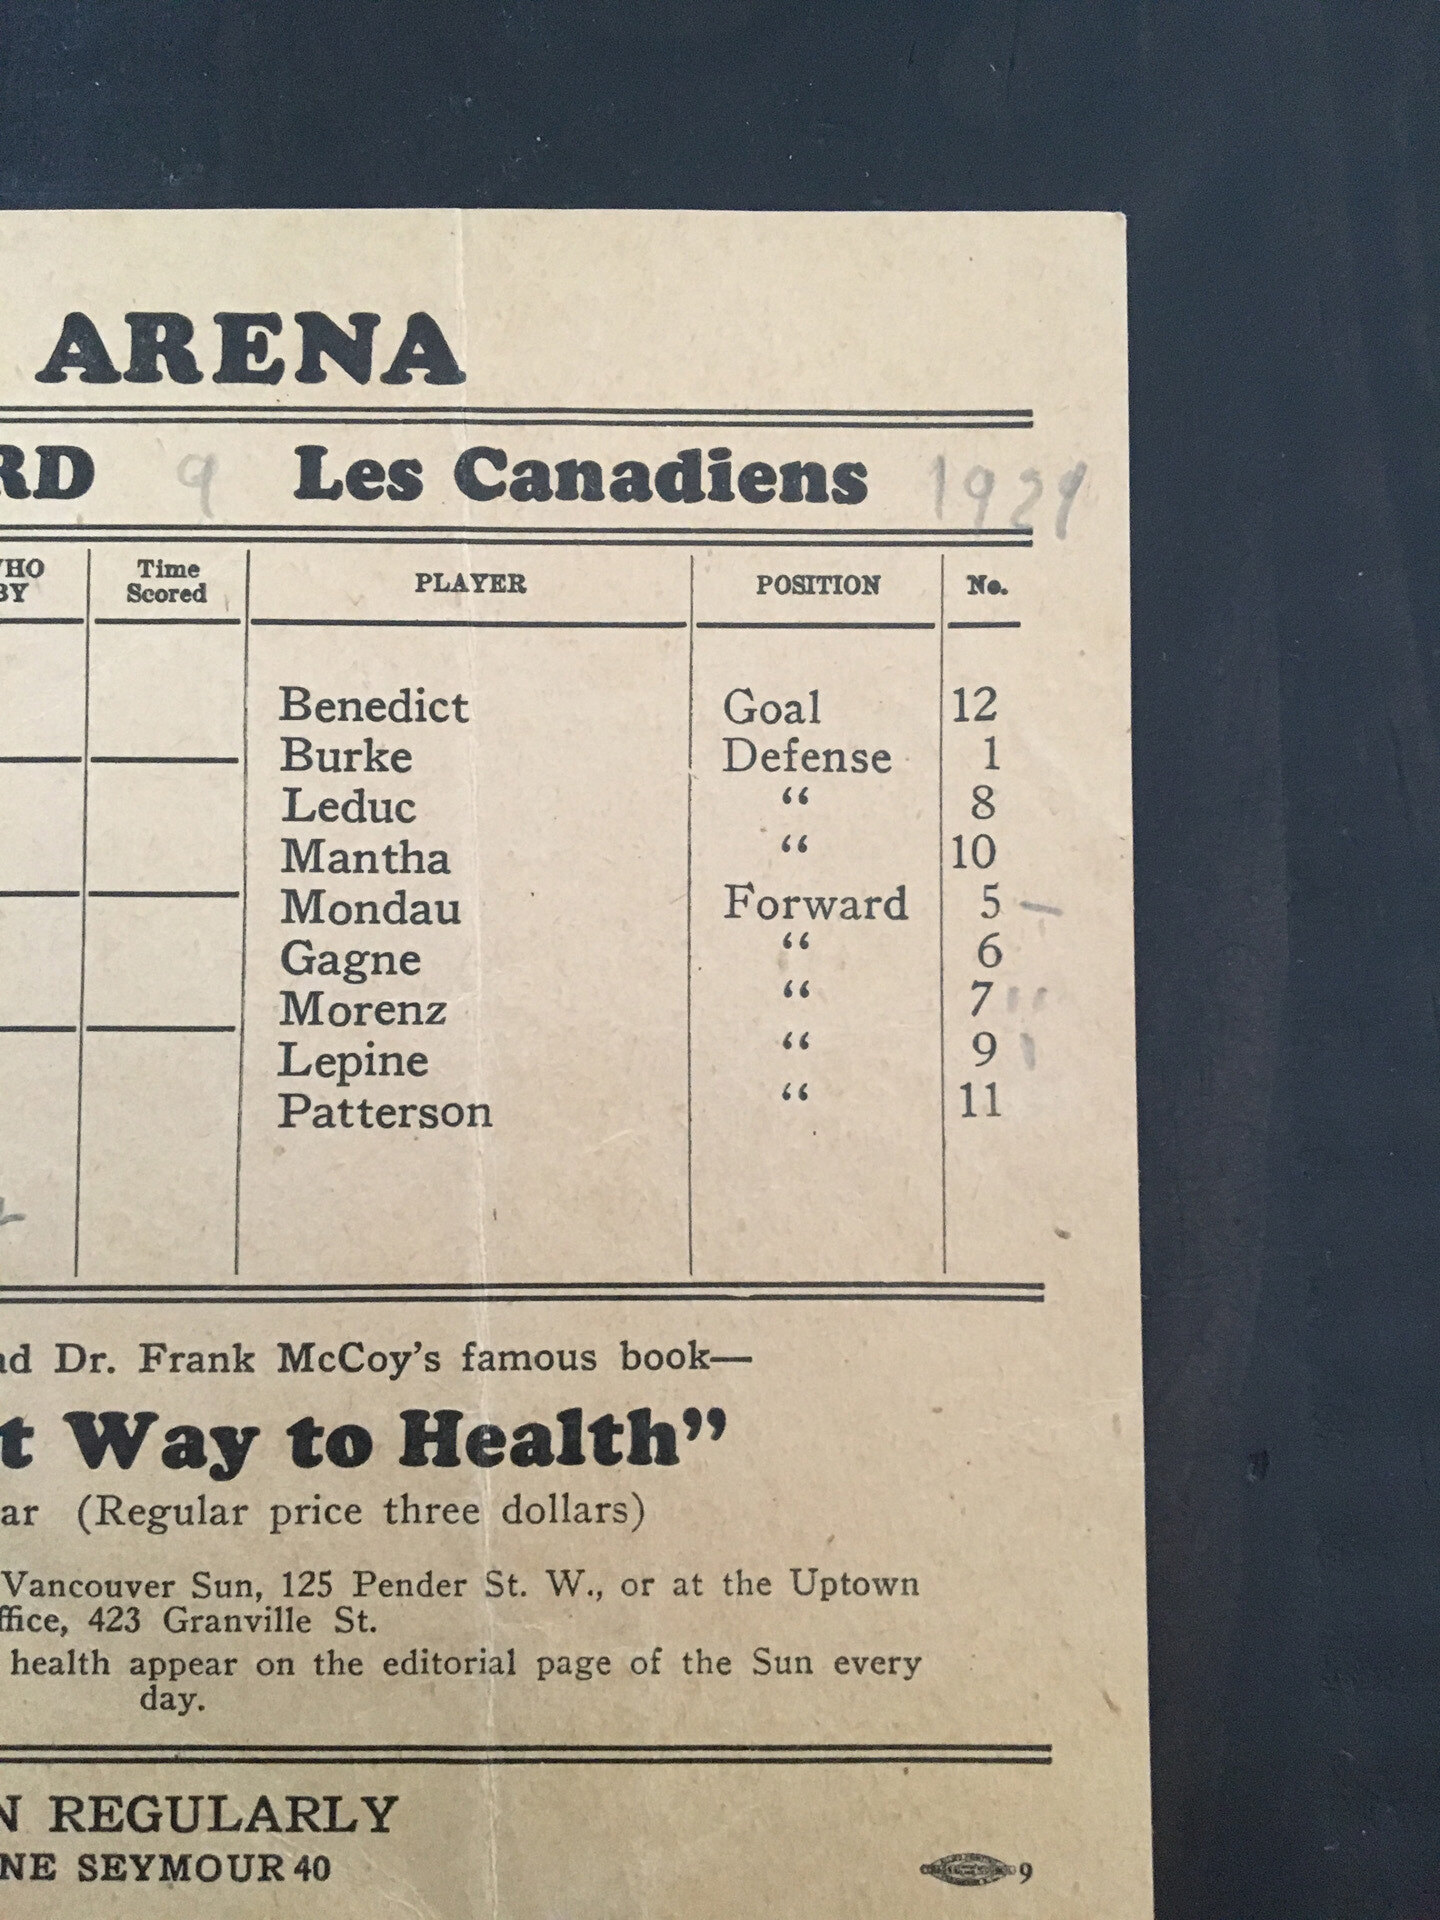 ARENA
RD 9 Les Canadiens 1929
HO BY Time Scored PLAYER POSITION No.
Benedict Goal 12
Burke Defense 1
Leduc “ 8
Mantha “ 10
Mondau Forward 5 –
Gagne “ 6
Morenz “ 7 11
Lepine “ 9 1
Patterson “ 11
nd Dr. Frank McCoy's famous book—
t Way to Health”
ar (Regular price three dollars)
Vancouver Sun, 125 Pender St. W., or at the Uptown
ffice, 423 Granville St.
health appear on the editorial page of the Sun every
day.
N REGULARLY
NE SEYMOUR 40
9